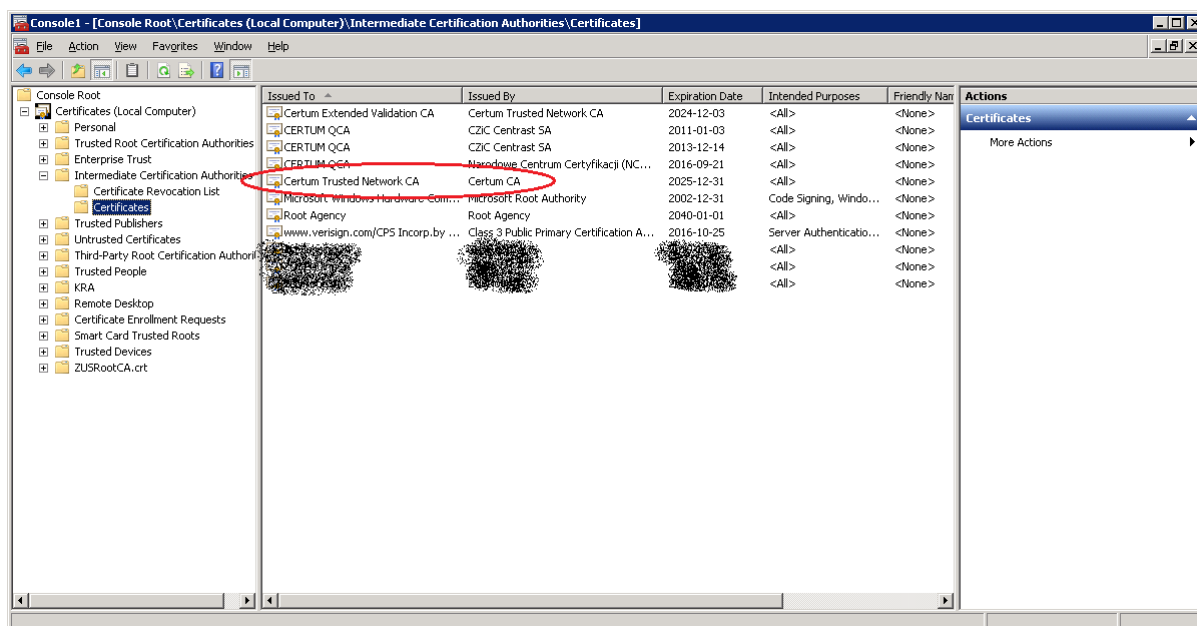 Console1 - [Console Root\Certificates (Local Computer)\Intermediate Certification Authorities\Certificates]
File Action View Favorites Window Help
Console Root
Certificates (Local Computer)
Personal
Trusted Root Certification Authorities
Enterprise Trust
Intermediate Certification Authorities
Certificate Revocation List
Certificates
Trusted Publishers
Untrusted Certificates
Third-Party Root Certification Authori
Trusted People
KRA
Remote Desktop
Certificate Enrollment Requests
Smart Card Trusted Roots
Trusted Devices
ZUSRootCA.crt
Issued To Issued By Expiration Date Intended Purposes Friendly Nam
Certum Extended Validation CA Certum Trusted Network CA 2024-12-03 <All> <None>
CERTUM QCA CZiC Centrast SA 2011-01-03 <All> <None>
CERTUM QCA CZiC Centrast SA 2013-12-14 <All> <None>
CERTUM QCA Narodowe Centrum Certyfikacji (NC... 2016-09-21 <All> <None>
Certum Trusted Network CA Certum CA 2025-12-31 <All> <None>
Microsoft Windows Hardware Com... Microsoft Root Authority 2002-12-31 Code Signing, Windo... <None>
Root Agency Root Agency 2040-01-01 <All> <None>
www.verisign.com/CPS Incorp.by ... Class 3 Public Primary Certification A... 2016-10-25 Server Authenticatio... <None>
<All> <None>
<All> <None>
<All> <None>
Actions
Certificates
More Actions